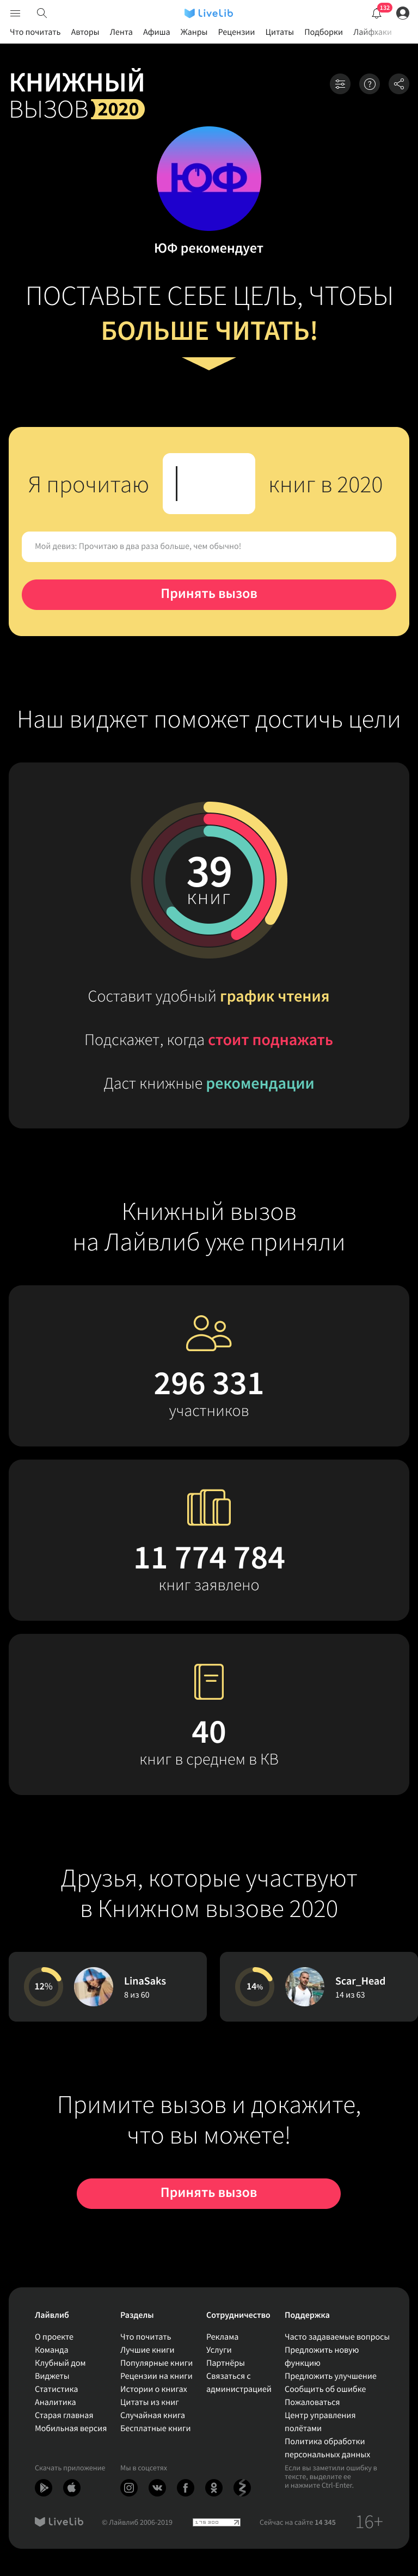 132
LiveLib
Что почитать Авторы Лента Афиша Жанры Рецензии Цитаты Подборки Лайфхаки
КНИЖНЫЙ
ВЫЗОВ 2020
ЮФ
ЮФ рекомендует
ПОСТАВЬТЕ СЕБЕ ЦЕЛЬ, ЧТОБЫ
БОЛЬШЕ ЧИТАТЬ!
Я прочитаю книг в 2020
Мой девиз: Прочитаю в два раза больше, чем обычно!
Принять вызов
Наш виджет поможет достичь цели
39
КНИГ
Составит удобный график чтения
Подскажет, когда стоит поднажать
Даст книжные рекомендации
Книжный вызов
на Лайвлиб уже приняли
296 331
участников
11 774 784
книг заявлено
40
книг в среднем в КВ
Друзья, которые участвуют
в Книжном вызове 2020
12%
LinaSaks
8 из 60
14%
Scar_Head
14 из 63
Примите вызов и докажите,
что вы можете!
Принять вызов
Лайвлиб
О проекте
Команда
Клубный дом
Виджеты
Статистика
Аналитика
Старая главная
Мобильная версия
Разделы
Что почитать
Лучшие книги
Популярные книги
Рецензии на книги
Истории о книгах
Цитаты из книг
Случайная книга
Бесплатные книги
Сотрудничество
Реклама
Услуги
Партнёры
Связаться с
администрацией
Поддержка
Часто задаваемые вопросы
Предложить новую
функцию
Предложить улучшение
Сообщить об ошибке
Пожаловаться
Центр управления
полётами
Политика обработки
персональных данных
Скачать приложение
Мы в соцсетях
Если вы заметили ошибку в
тексте, выделите ее
и нажмите Ctrl-Enter.
LiveLib
© Лайвлиб 2006-2019
Сейчас на сайте 14 345
16+